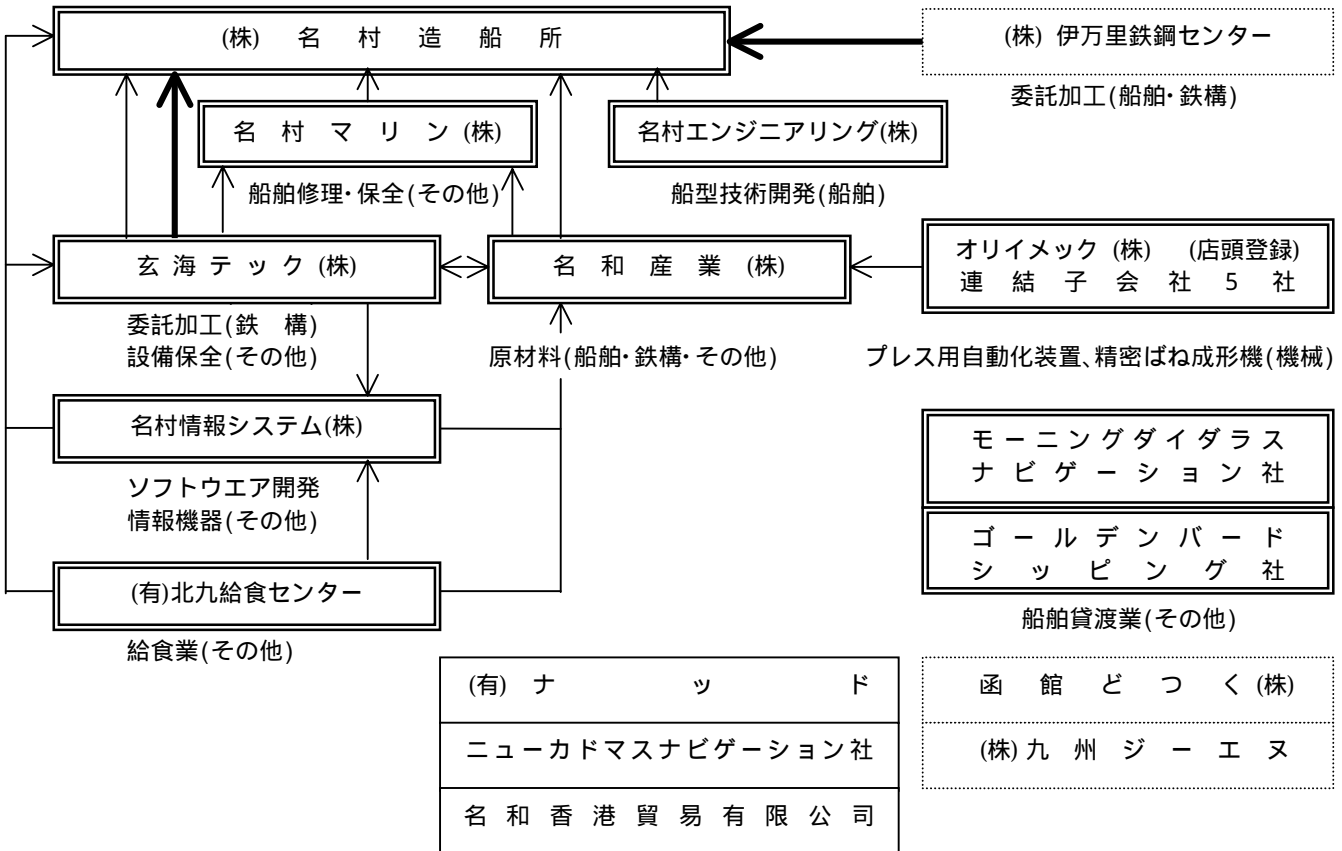 (株) 名村造船所
(株) 伊万里鉄鋼センター
委託加工(船舶・鉄構)
名村マリン(株)
名村エンジニアリング(株)
船舶修理・保全(その他)
船型技術開発(船舶)
玄海テック(株)
名和産業(株)
オリイメック(株) (店頭登録)
連結子会社5社
委託加工(鉄 構)
設備保全(その他)
原材料(船舶・鉄構・その他)
プレス用自動化装置、精密ばね成形機(機械)
名村情報システム(株)
モーニングダイダラス
ナビゲーション社
ソフトウエア開発
情報機器(その他)
ゴールデンバード
シッピング社
(有)北九給食センター
船舶貸渡業(その他)
給食業(その他)
(有)ナッド
函館どつく(株)
ニューカドマスナビゲーション社
(株)九州ジーエヌ
名和香港貿易有限公司